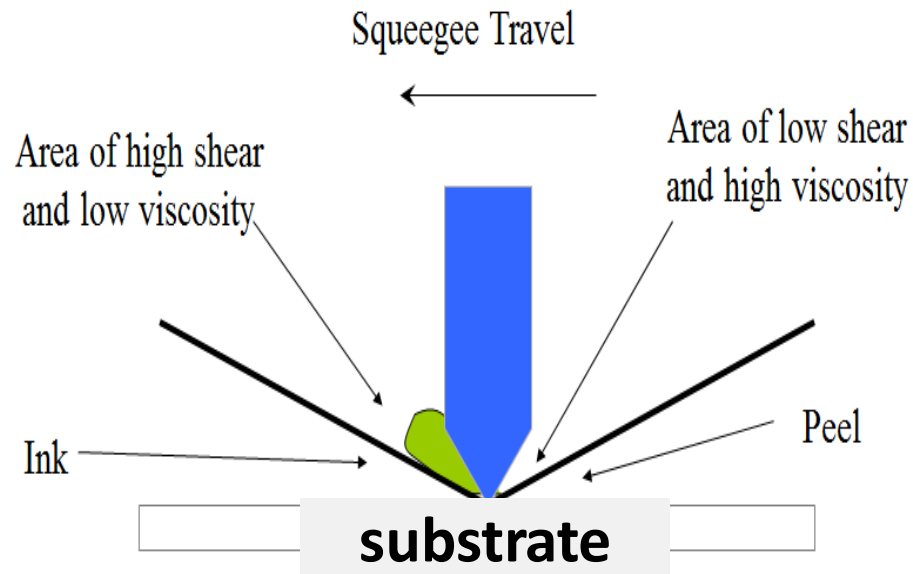 Squeegee Travel
Area of high shear
and low viscosity
Area of low shear
and high viscosity
Ink
Peel
substrate